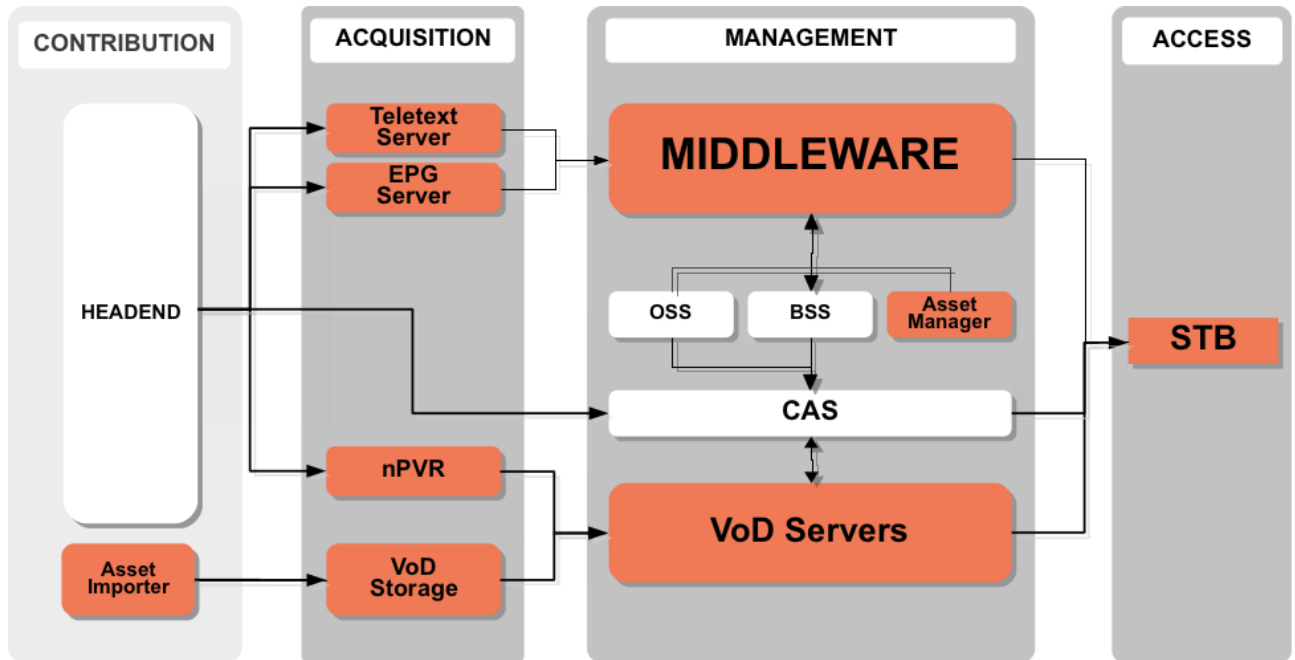 CONTRIBUTION
ACQUISITION
MANAGEMENT
ACCESS
HEADEND
Asset
Importer
Teletext
Server
EPG
Server
nPVR
VoD
Storage
MIDDLEWARE
OSS
BSS
Asset
Manager
CAS
VoD Servers
STB